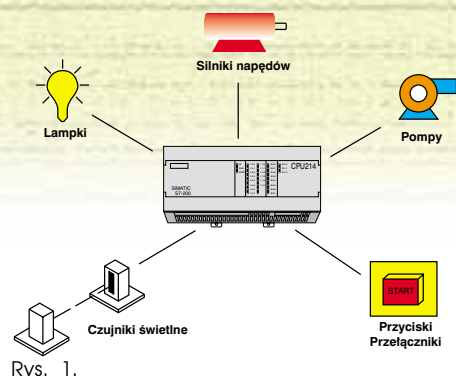 Silniki napędów
Lampki
Pompy
CPU214
SIMATIC
S7-200
START
Czujniki świetlne
Przyciski
Przełączniki
Rys. 1.